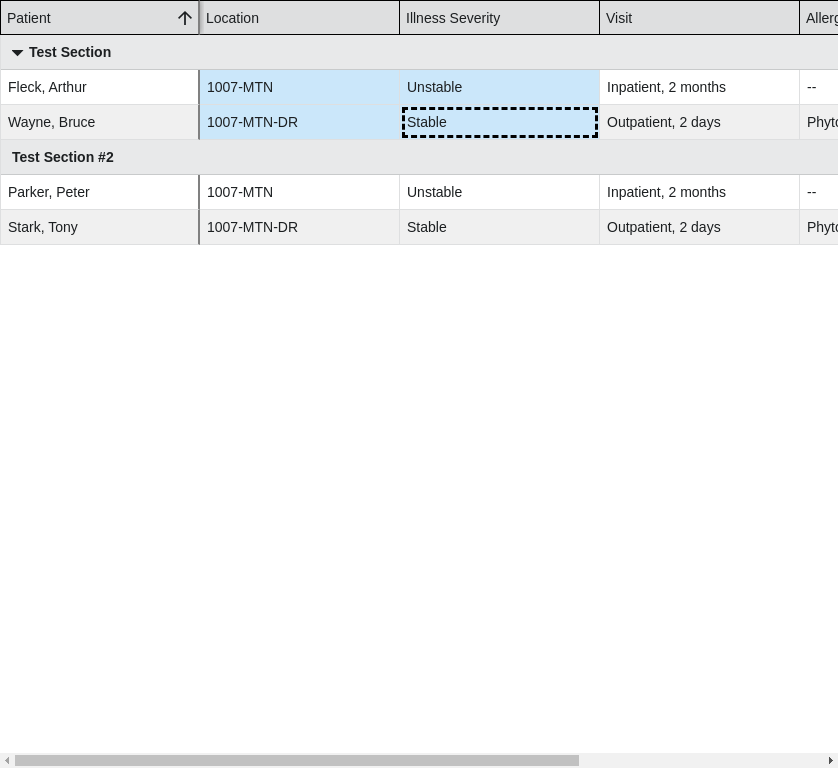 Patient Location Illness Severity Visit Allerg
Test Section
Fleck, Arthur 1007-MTN Unstable Inpatient, 2 months --
Wayne, Bruce 1007-MTN-DR Stable Outpatient, 2 days Phyto
Test Section #2
Parker, Peter 1007-MTN Unstable Inpatient, 2 months --
Stark, Tony 1007-MTN-DR Stable Outpatient, 2 days Phyto